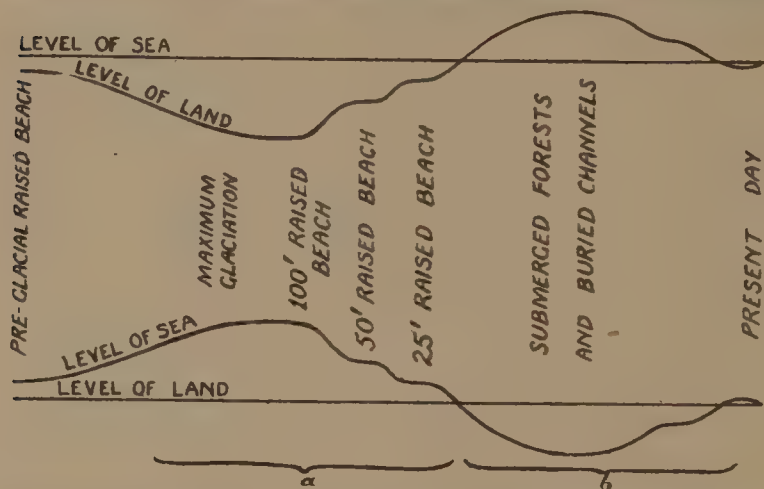 LEVEL OF SEA
LEVEL OF LAND
PRE-GLACIAL RAISED BEACH
MAXIMUM
GLACIATION
100' RAISED
BEACH
50' RAISED BEACH
25' RAISED BEACH
SUBMERGED FORESTS
AND BURIED CHANNELS
PRESENT DAY
LEVEL OF SEA
LEVEL OF LAND
a
b